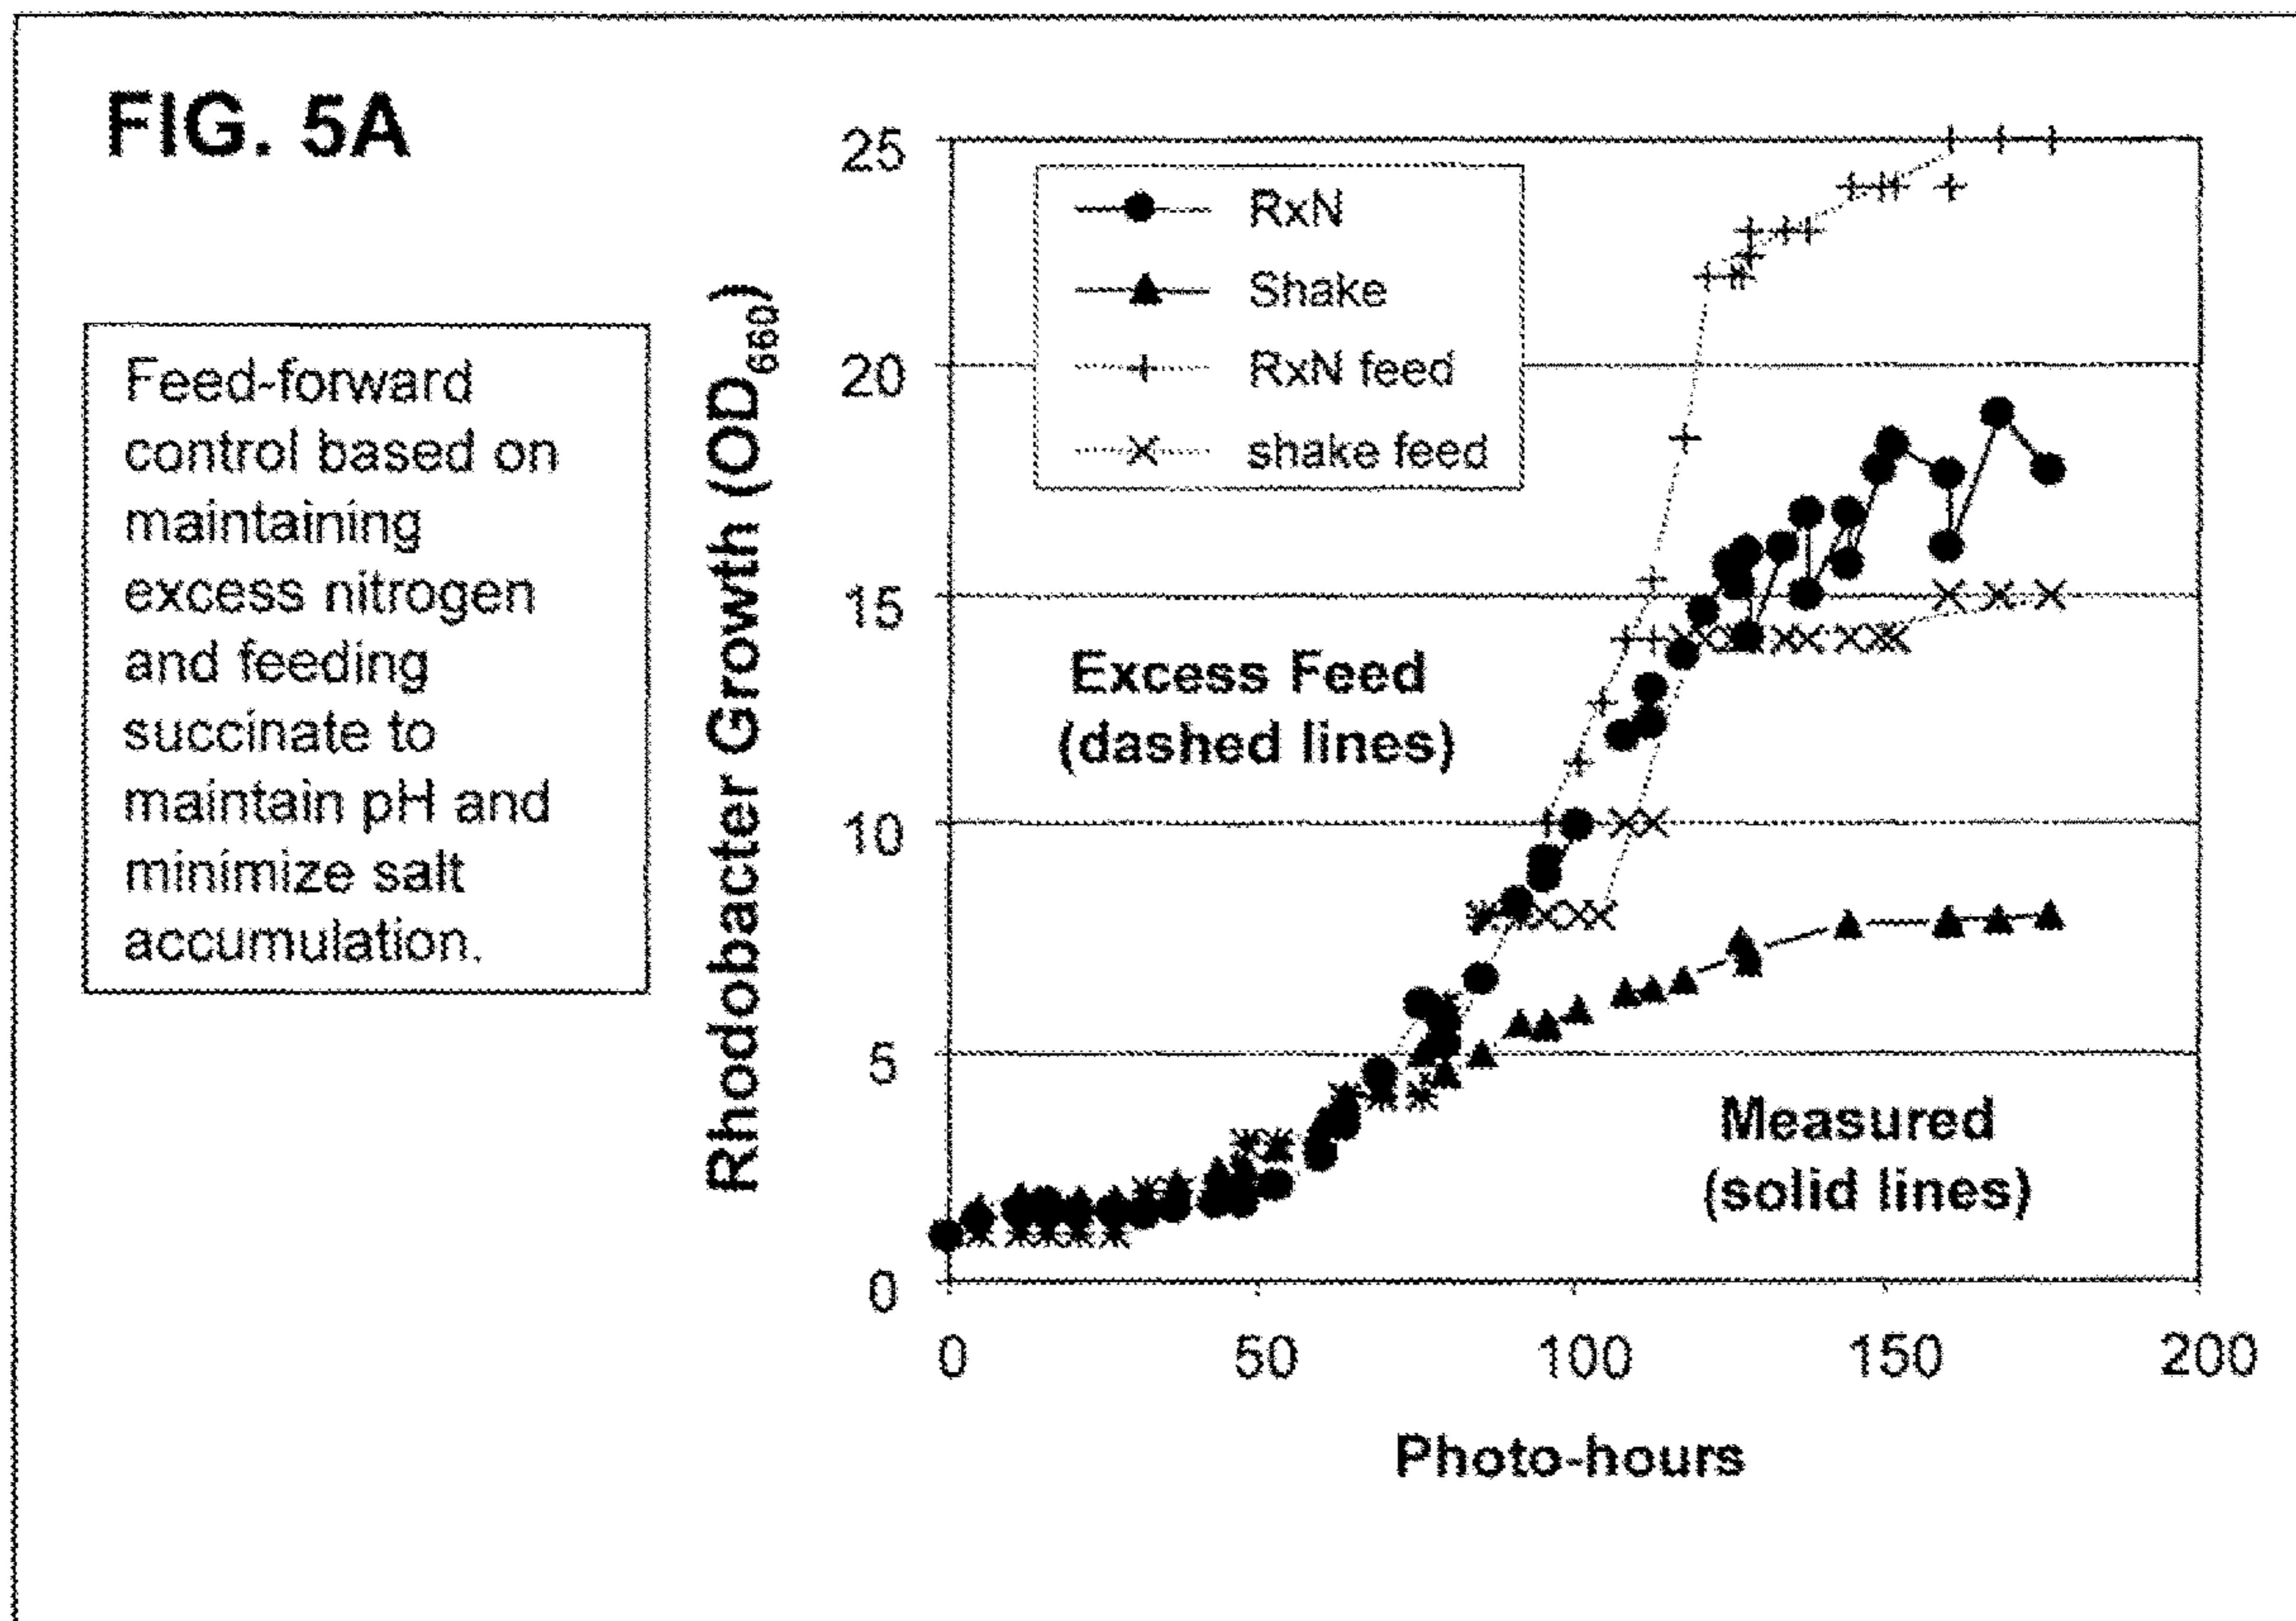 FIG. 5A
Feed-forward
control based on
maintaining
excess nitrogen
and feeding
succinate to
maintain pH and
minimize salt
accumulation.
Rhodobacter Growth (OD660)
25
20
15
10
5
0
RxN
Shake
RxN feed
shake feed
Excess Feed
(dashed lines)
Measured
(solid lines)
0 50 100 150 200
Photo-hours